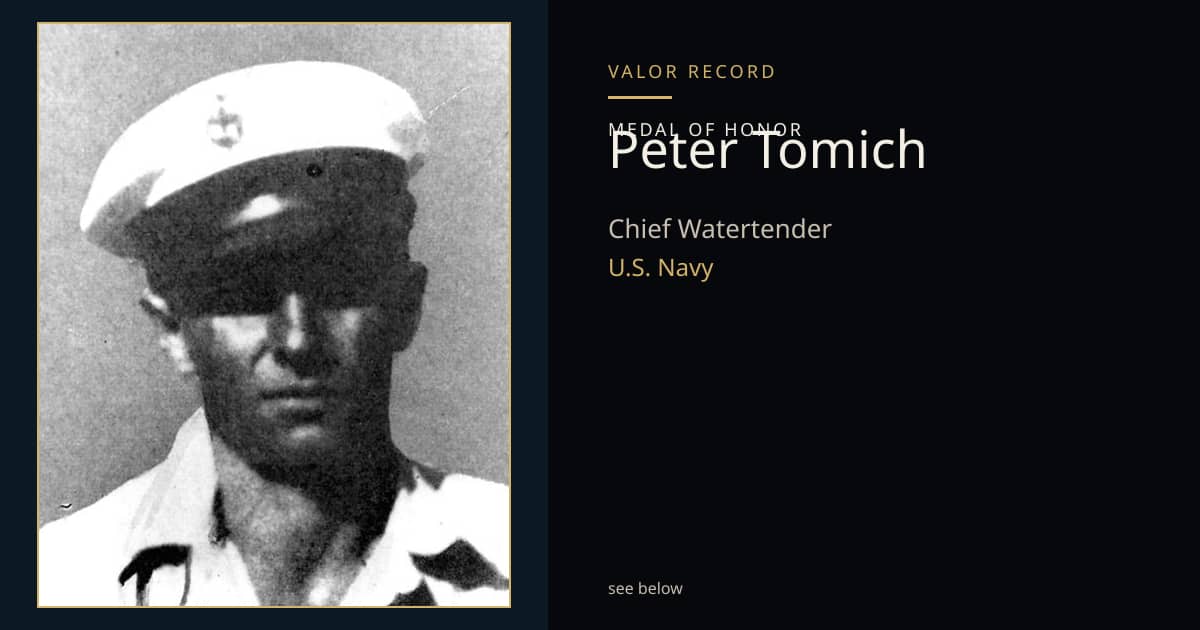 VALOR RECORD
MEDAL OF HONOR
Peter Tomich
Chief Watertender
U.S. Navy
see below